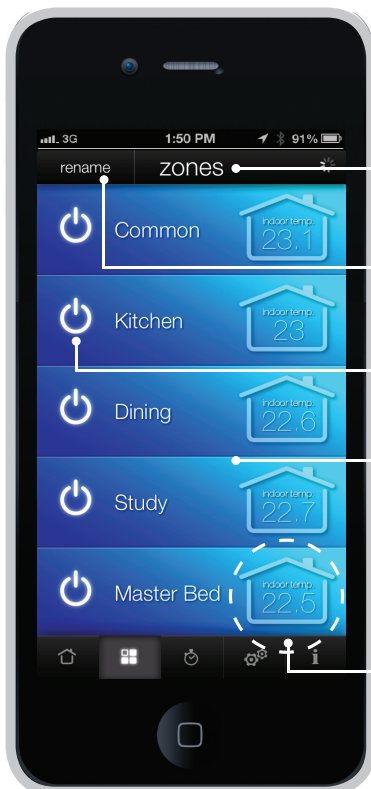 3G 1:50 PM 91%
rename zones
Common indoor temp. 23.1
Kitchen indoor temp. 23
Dining indoor temp. 22.6
Study indoor temp. 22.7
Master Bed indoor temp. 22.5
i